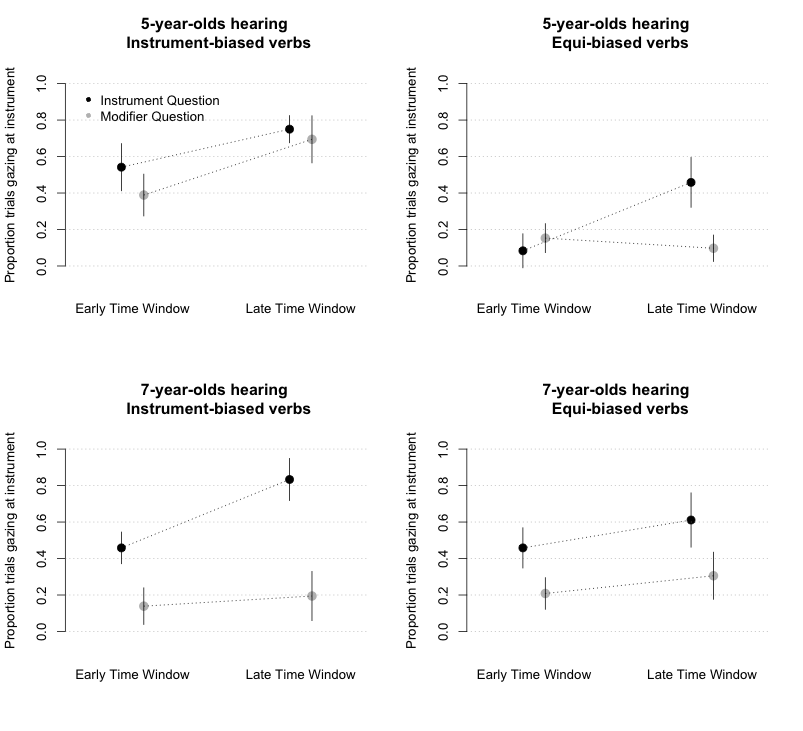 5-year-olds hearing
Instrument-biased verbs
Proportion trials gazing at instrument
1.0
0.8
0.6
0.4
0.2
0.0
Instrument Question
Modifier Question
Early Time Window
Late Time Window
5-year-olds hearing
Equi-biased verbs
Proportion trials gazing at instrument
1.0
0.8
0.6
0.4
0.2
0.0
Early Time Window
Late Time Window
7-year-olds hearing
Instrument-biased verbs
Proportion trials gazing at instrument
1.0
0.8
0.6
0.4
0.2
0.0
Early Time Window
Late Time Window
7-year-olds hearing
Equi-biased verbs
Proportion trials gazing at instrument
1.0
0.8
0.6
0.4
0.2
0.0
Early Time Window
Late Time Window